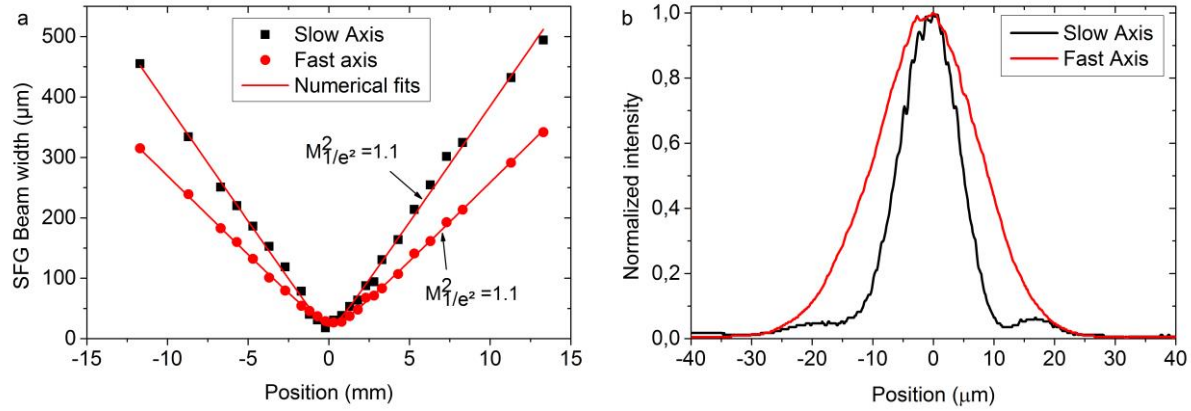 a
SFG Beam width (μm)
500
400
300
200
100
0
Slow Axis
Fast axis
Numerical fits
M²1/e² =1.1
M²1/e² =1.1
-15 -10 -5 0 5 10 15
Position (mm)
b
Normalized intensity
1,0
0,8
0,6
0,4
0,2
0,0
Slow Axis
Fast Axis
-40 -30 -20 -10 0 10 20 30 40
Position (μm)